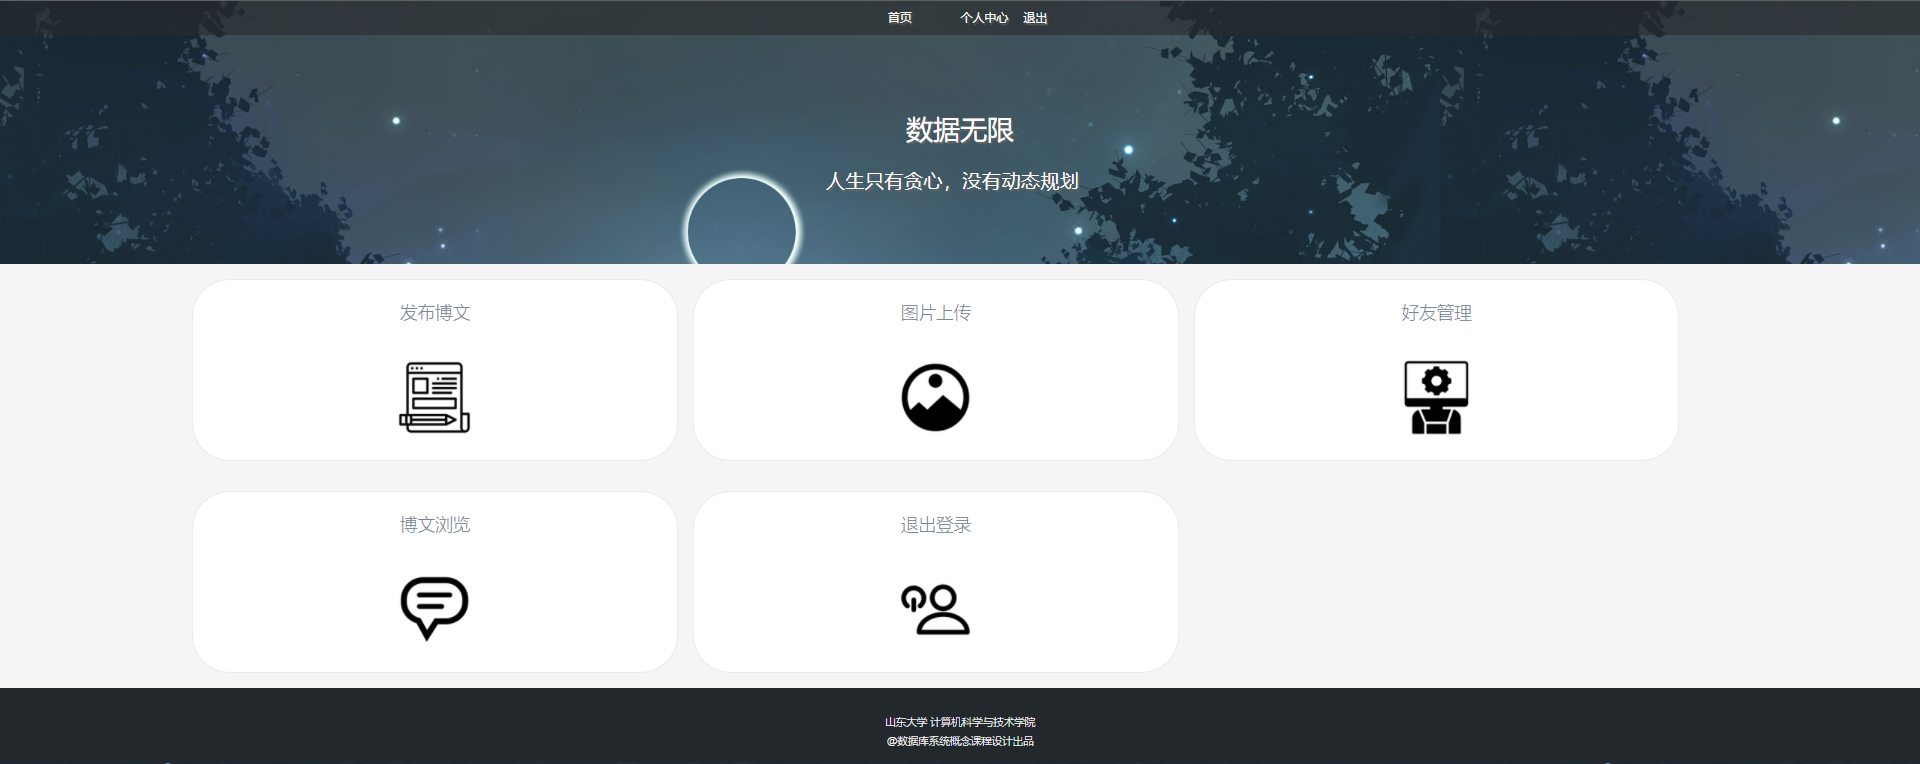 首页 个人中心 退出
数据无限
人生只有贪心，没有动态规划
发布博文
图片上传
好友管理
博文浏览
退出登录
山东大学 计算机科学与技术学院
@数据库系统概念课程设计出品